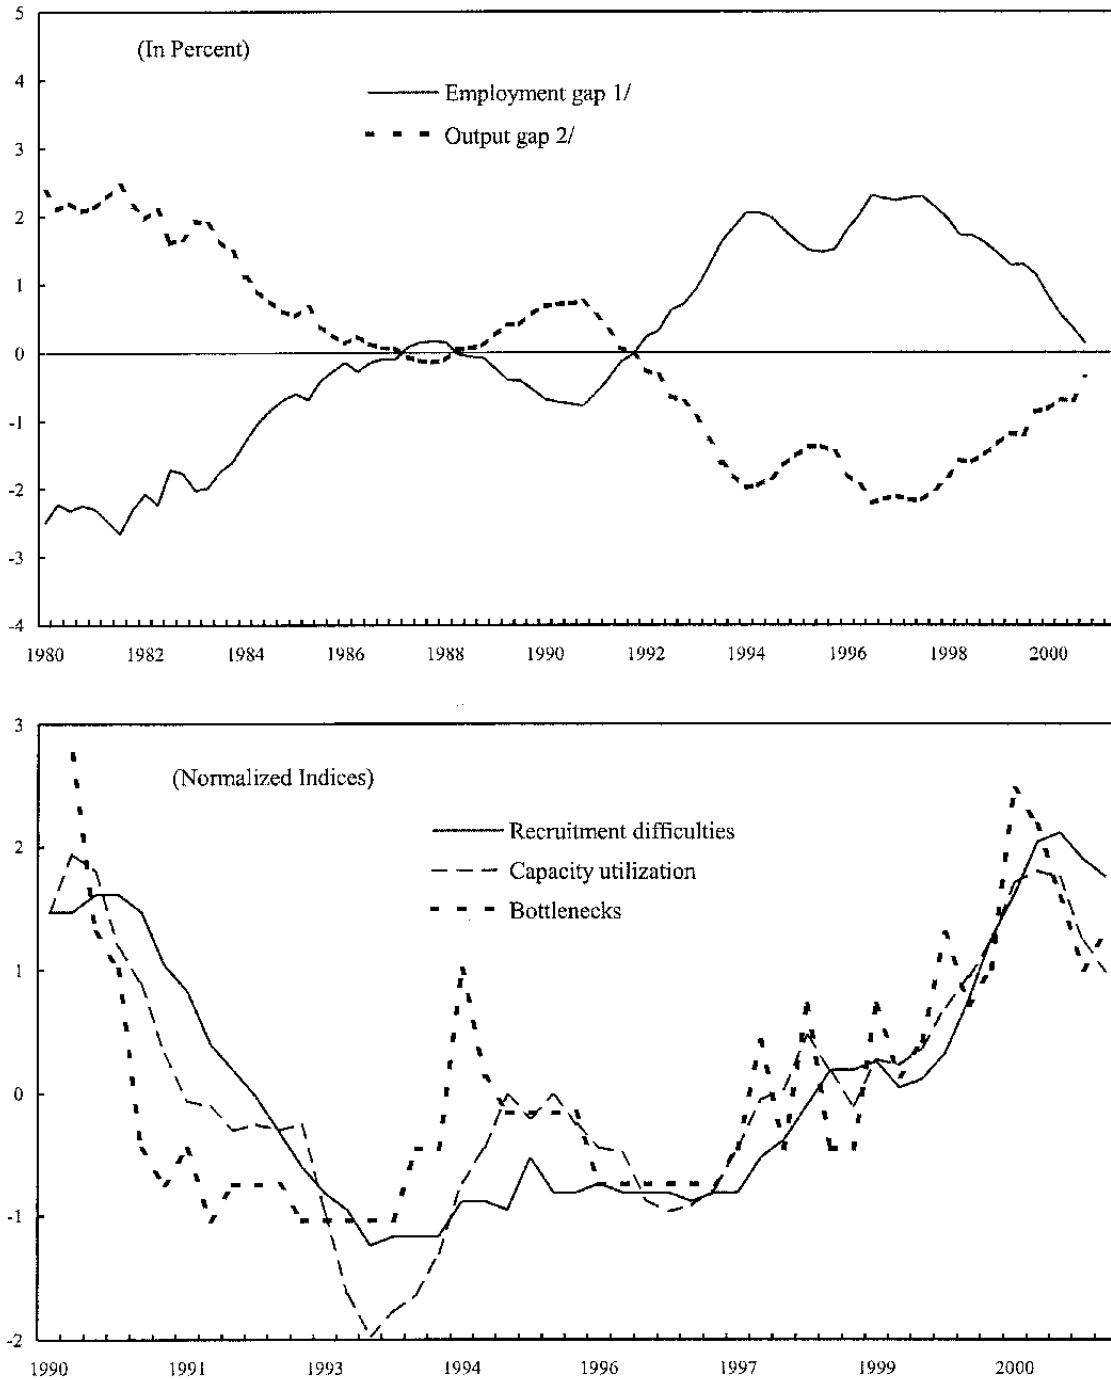 5
(In Percent)
4
Employment gap 1/
3
Output gap 2/
2
1
0
-1
-2
-3
-4
1980 1982 1984 1986 1988 1990 1992 1994 1996 1998 2000
3
(Normalized Indices)
Recruitment difficulties
2
Capacity utilization
Bottlenecks
1
0
-1
-2
1990 1991 1993 1994 1996 1997 1999 2000